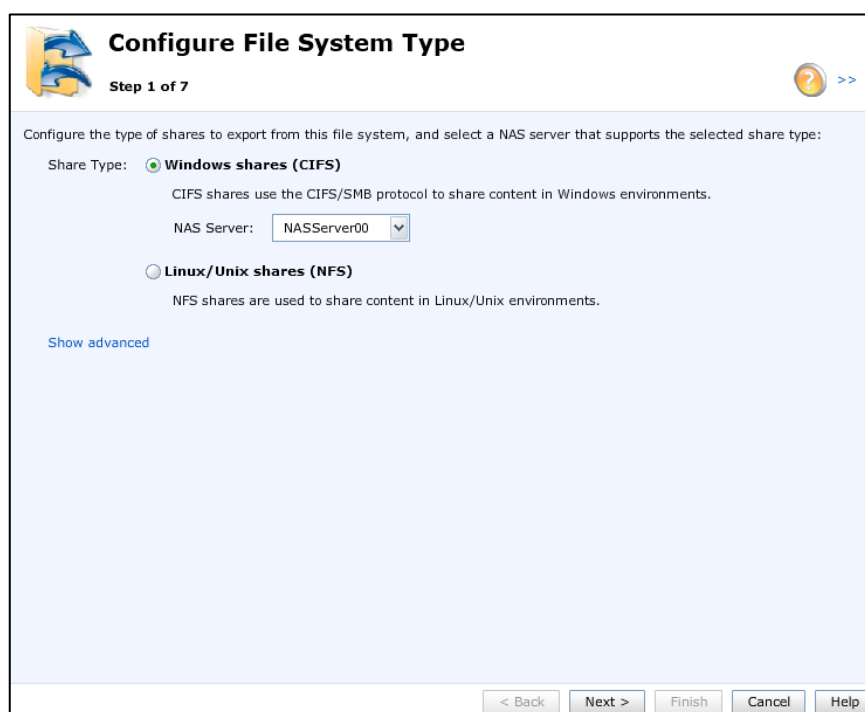 Configure File System Type
Step 1 of 7
? >>
Configure the type of shares to export from this file system, and select a NAS server that supports the selected share type:
Share Type: Windows shares (CIFS)
CIFS shares use the CIFS/SMB protocol to share content in Windows environments.
NAS Server: NASServer00
Linux/Unix shares (NFS)
NFS shares are used to share content in Linux/Unix environments.
Show advanced
< Back Next > Finish Cancel Help